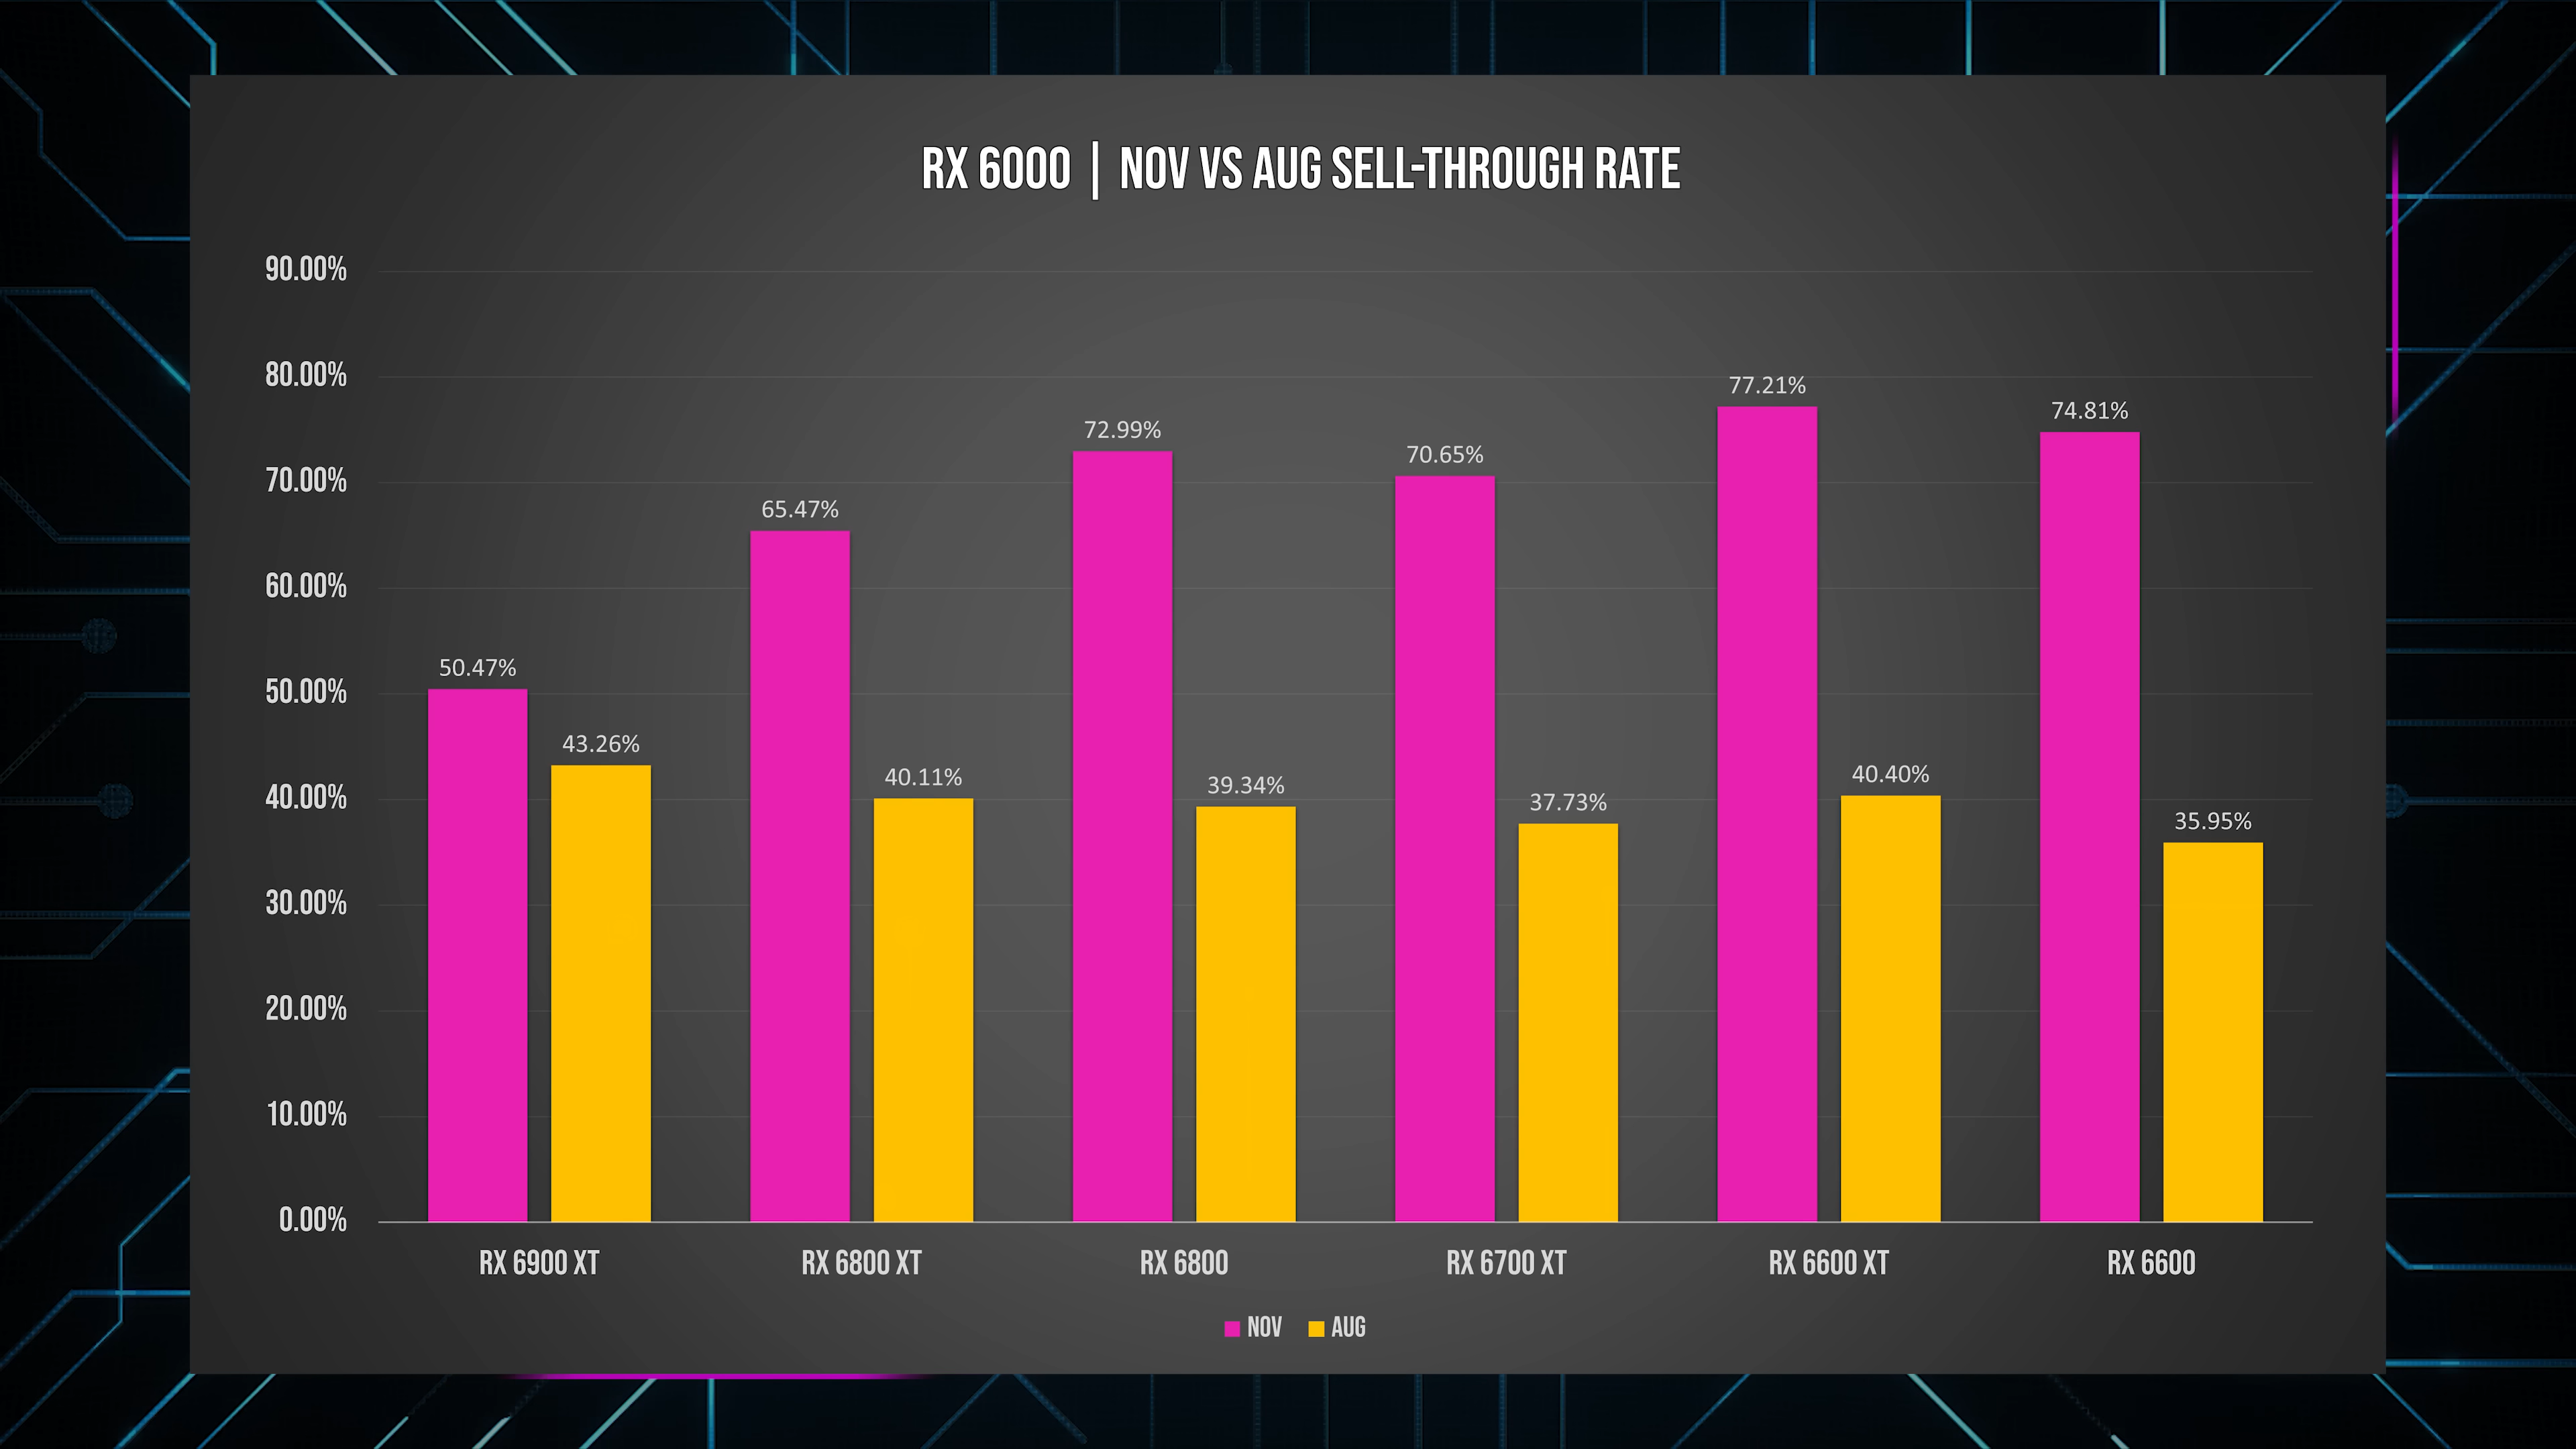 RX 6000 | NOV VS AUG SELL-THROUGH RATE
90.00%
80.00%
70.00%
60.00%
50.00%
40.00%
30.00%
20.00%
10.00%
0.00%
50.47%
43.26%
65.47%
40.11%
72.99%
39.34%
70.65%
37.73%
77.21%
40.40%
74.81%
35.95%
RX 6900 XT
RX 6800 XT
RX 6800
RX 6700 XT
RX 6600 XT
RX 6600
NOV
AUG